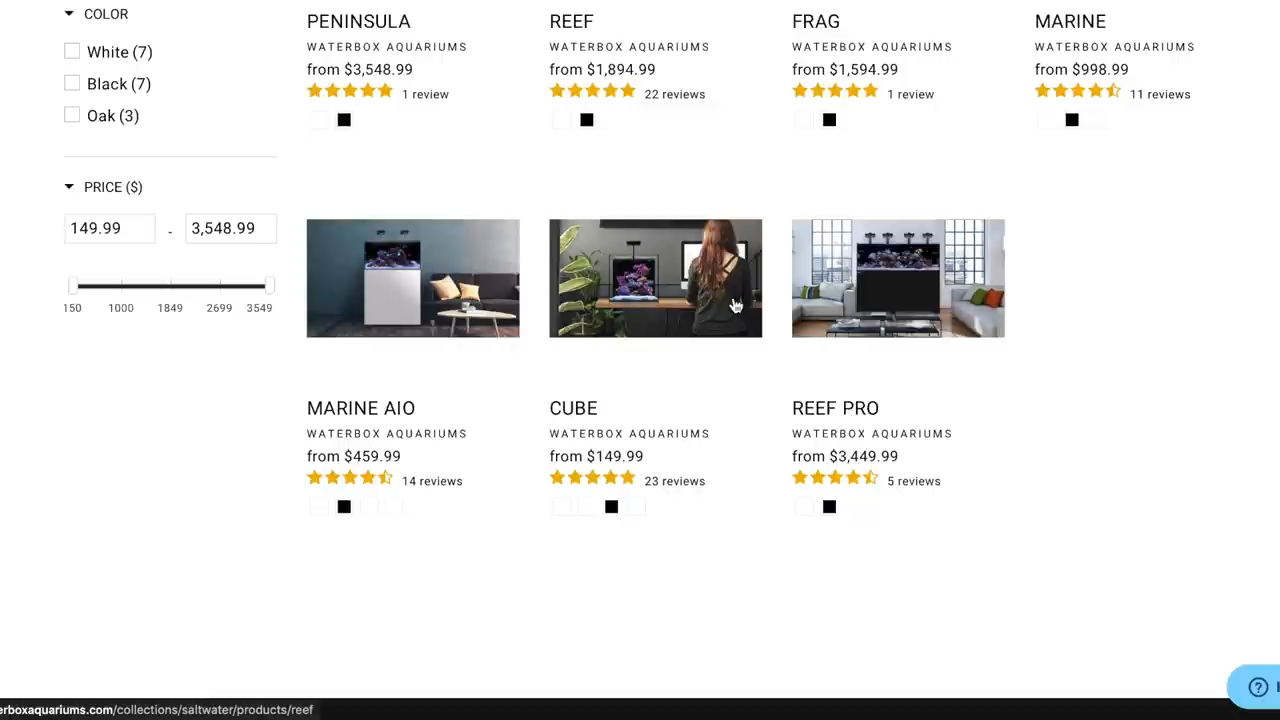 COLOR
White (7)
Black (7)
Oak (3)
PRICE ($)
149.99 - 3,548.99
150 1000 1849 2699 3549
PENINSULA
WATERBOX AQUARIUMS
from $3,548.99
1 review
REEF
WATERBOX AQUARIUMS
from $1,894.99
22 reviews
FRAG
WATERBOX AQUARIUMS
from $1,594.99
1 review
MARINE
WATERBOX AQUARIUMS
from $998.99
11 reviews
MARINE AIO
WATERBOX AQUARIUMS
from $459.99
14 reviews
CUBE
WATERBOX AQUARIUMS
from $149.99
23 reviews
REEF PRO
WATERBOX AQUARIUMS
from $3,449.99
5 reviews
?
erboxaquariums.com/collections/saltwater/products/reef